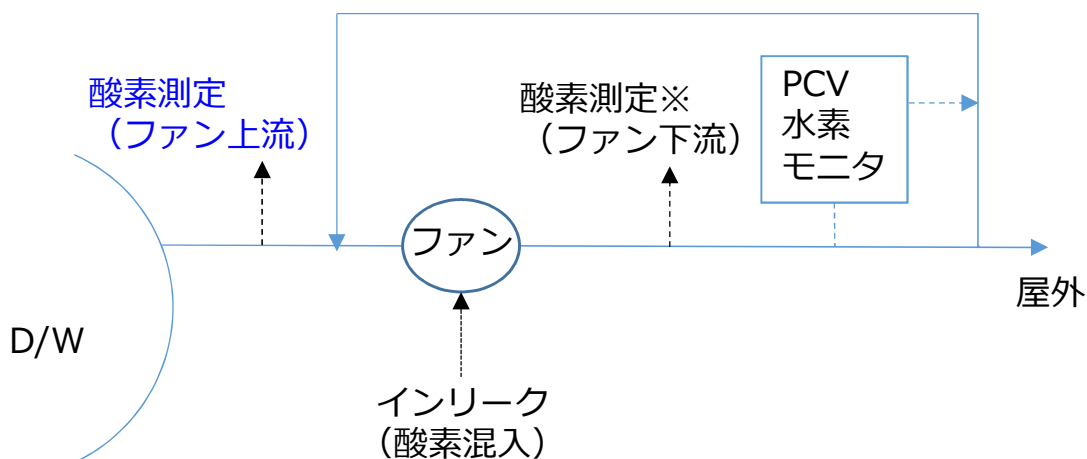 酸素測定
（ファン上流）
酸素測定※
（ファン下流）
PCV
水素
モニタ
ファン
屋外
D/W
インリーク
（酸素混入）